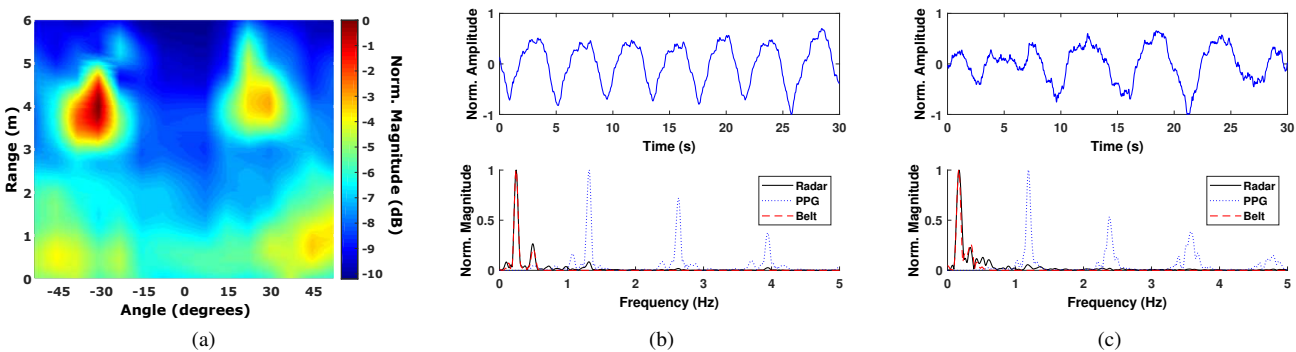 6
5
4
3
2
1
0
Range (m)
-45 -30 -15 0 15 30 45
Angle (degrees)
0
-1
-2
-3
-4
-5
-6
-7
-8
-9
-10
Norm. Magnitude (dB)
(a)
1
0
-1
Norm. Amplitude
0 5 10 15 20 25 30
Time (s)
1
0.5
0
Norm. Magnitude
Radar
PPG
Belt
0 1 2 3 4 5
Frequency (Hz)
(b)
1
0
-1
Norm. Amplitude
0 5 10 15 20 25 30
Time (s)
1
0.5
0
Norm. Magnitude
Radar
PPG
Belt
0 1 2 3 4 5
Frequency (Hz)
(c)